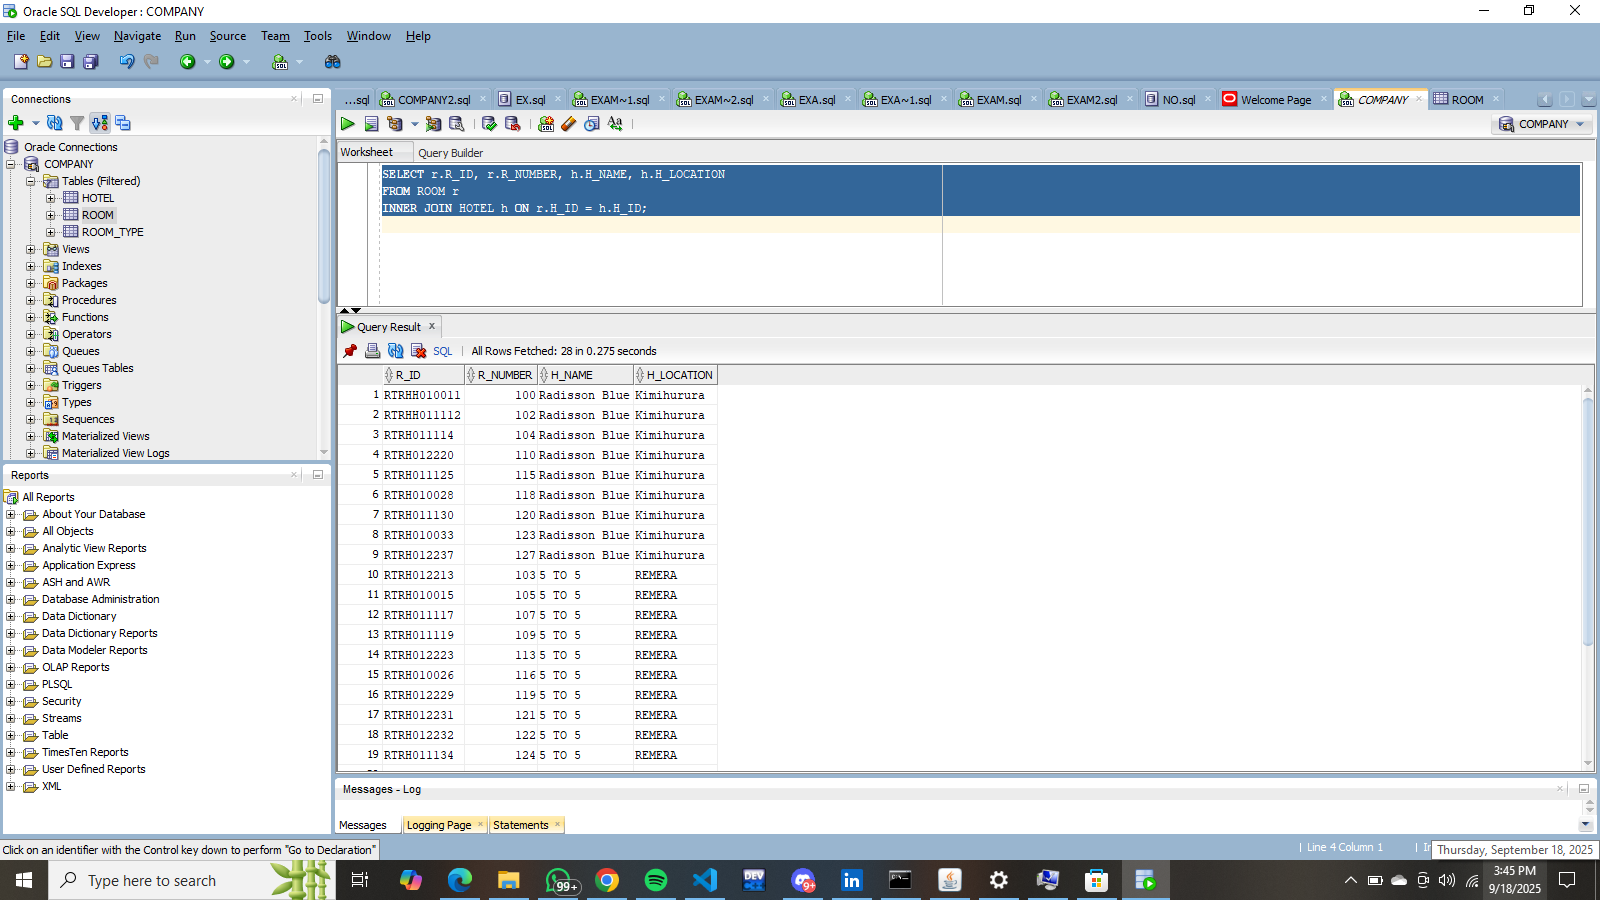 Oracle SQL Developer : COMPANY
File Edit View Navigate Run Source Team Tools Window Help
Connections
Oracle Connections
COMPANY
Tables (Filtered)
HOTEL
ROOM
ROOM_TYPE
Views
Indexes
Packages
Procedures
Functions
Operators
Queues
Queues Tables
Triggers
Types
Sequences
Materialized Views
Materialized View Logs
Reports
All Reports
About Your Database
All Objects
Analytic View Reports
Application Express
ASH and AWR
Database Administration
Data Dictionary
Data Dictionary Reports
Data Modeler Reports
OLAP Reports
PLSQL
Security
Streams
Table
TimesTen Reports
User Defined Reports
XML
...sql COMPANY2.sql EX.sql EXAM~1.sql EXAM~2.sql EXA.sql EXA~1.sql EXAM.sql EXAM2.sql NO.sql Welcome Page COMPANY ROOM
COMPANY
Worksheet Query Builder
SELECT r.R_ID, r.R_NUMBER, h.H_NAME, h.H_LOCATION
FROM ROOM r
INNER JOIN HOTEL h ON r.H_ID = h.H_ID;
Query Result
SQL All Rows Fetched: 28 in 0.275 seconds
R_ID R_NUMBER H_NAME H_LOCATION
1 RTRHH010011 100 Radisson Blue Kimihurura
2 RTRHH011112 102 Radisson Blue Kimihurura
3 RTRH011114 104 Radisson Blue Kimihurura
4 RTRH012220 110 Radisson Blue Kimihurura
5 RTRH011125 115 Radisson Blue Kimihurura
6 RTRH010028 118 Radisson Blue Kimihurura
7 RTRH011130 120 Radisson Blue Kimihurura
8 RTRH010033 123 Radisson Blue Kimihurura
9 RTRH012237 127 Radisson Blue Kimihurura
10 RTRH012213 103 5 TO 5 REMERA
11 RTRH010015 105 5 TO 5 REMERA
12 RTRH011117 107 5 TO 5 REMERA
13 RTRH011119 109 5 TO 5 REMERA
14 RTRH012223 113 5 TO 5 REMERA
15 RTRH010026 116 5 TO 5 REMERA
16 RTRH012229 119 5 TO 5 REMERA
17 RTRH012231 121 5 TO 5 REMERA
18 RTRH012232 122 5 TO 5 REMERA
19 RTRH011134 124 5 TO 5 REMERA
Messages - Log
Messages Logging Page Statements
Click on an identifier with the Control key down to perform "Go to Declaration"
Line 4 Column 1
Thursday, September 18, 2025
Type here to search
99+
DEV
9+
3:45 PM
9/18/2025